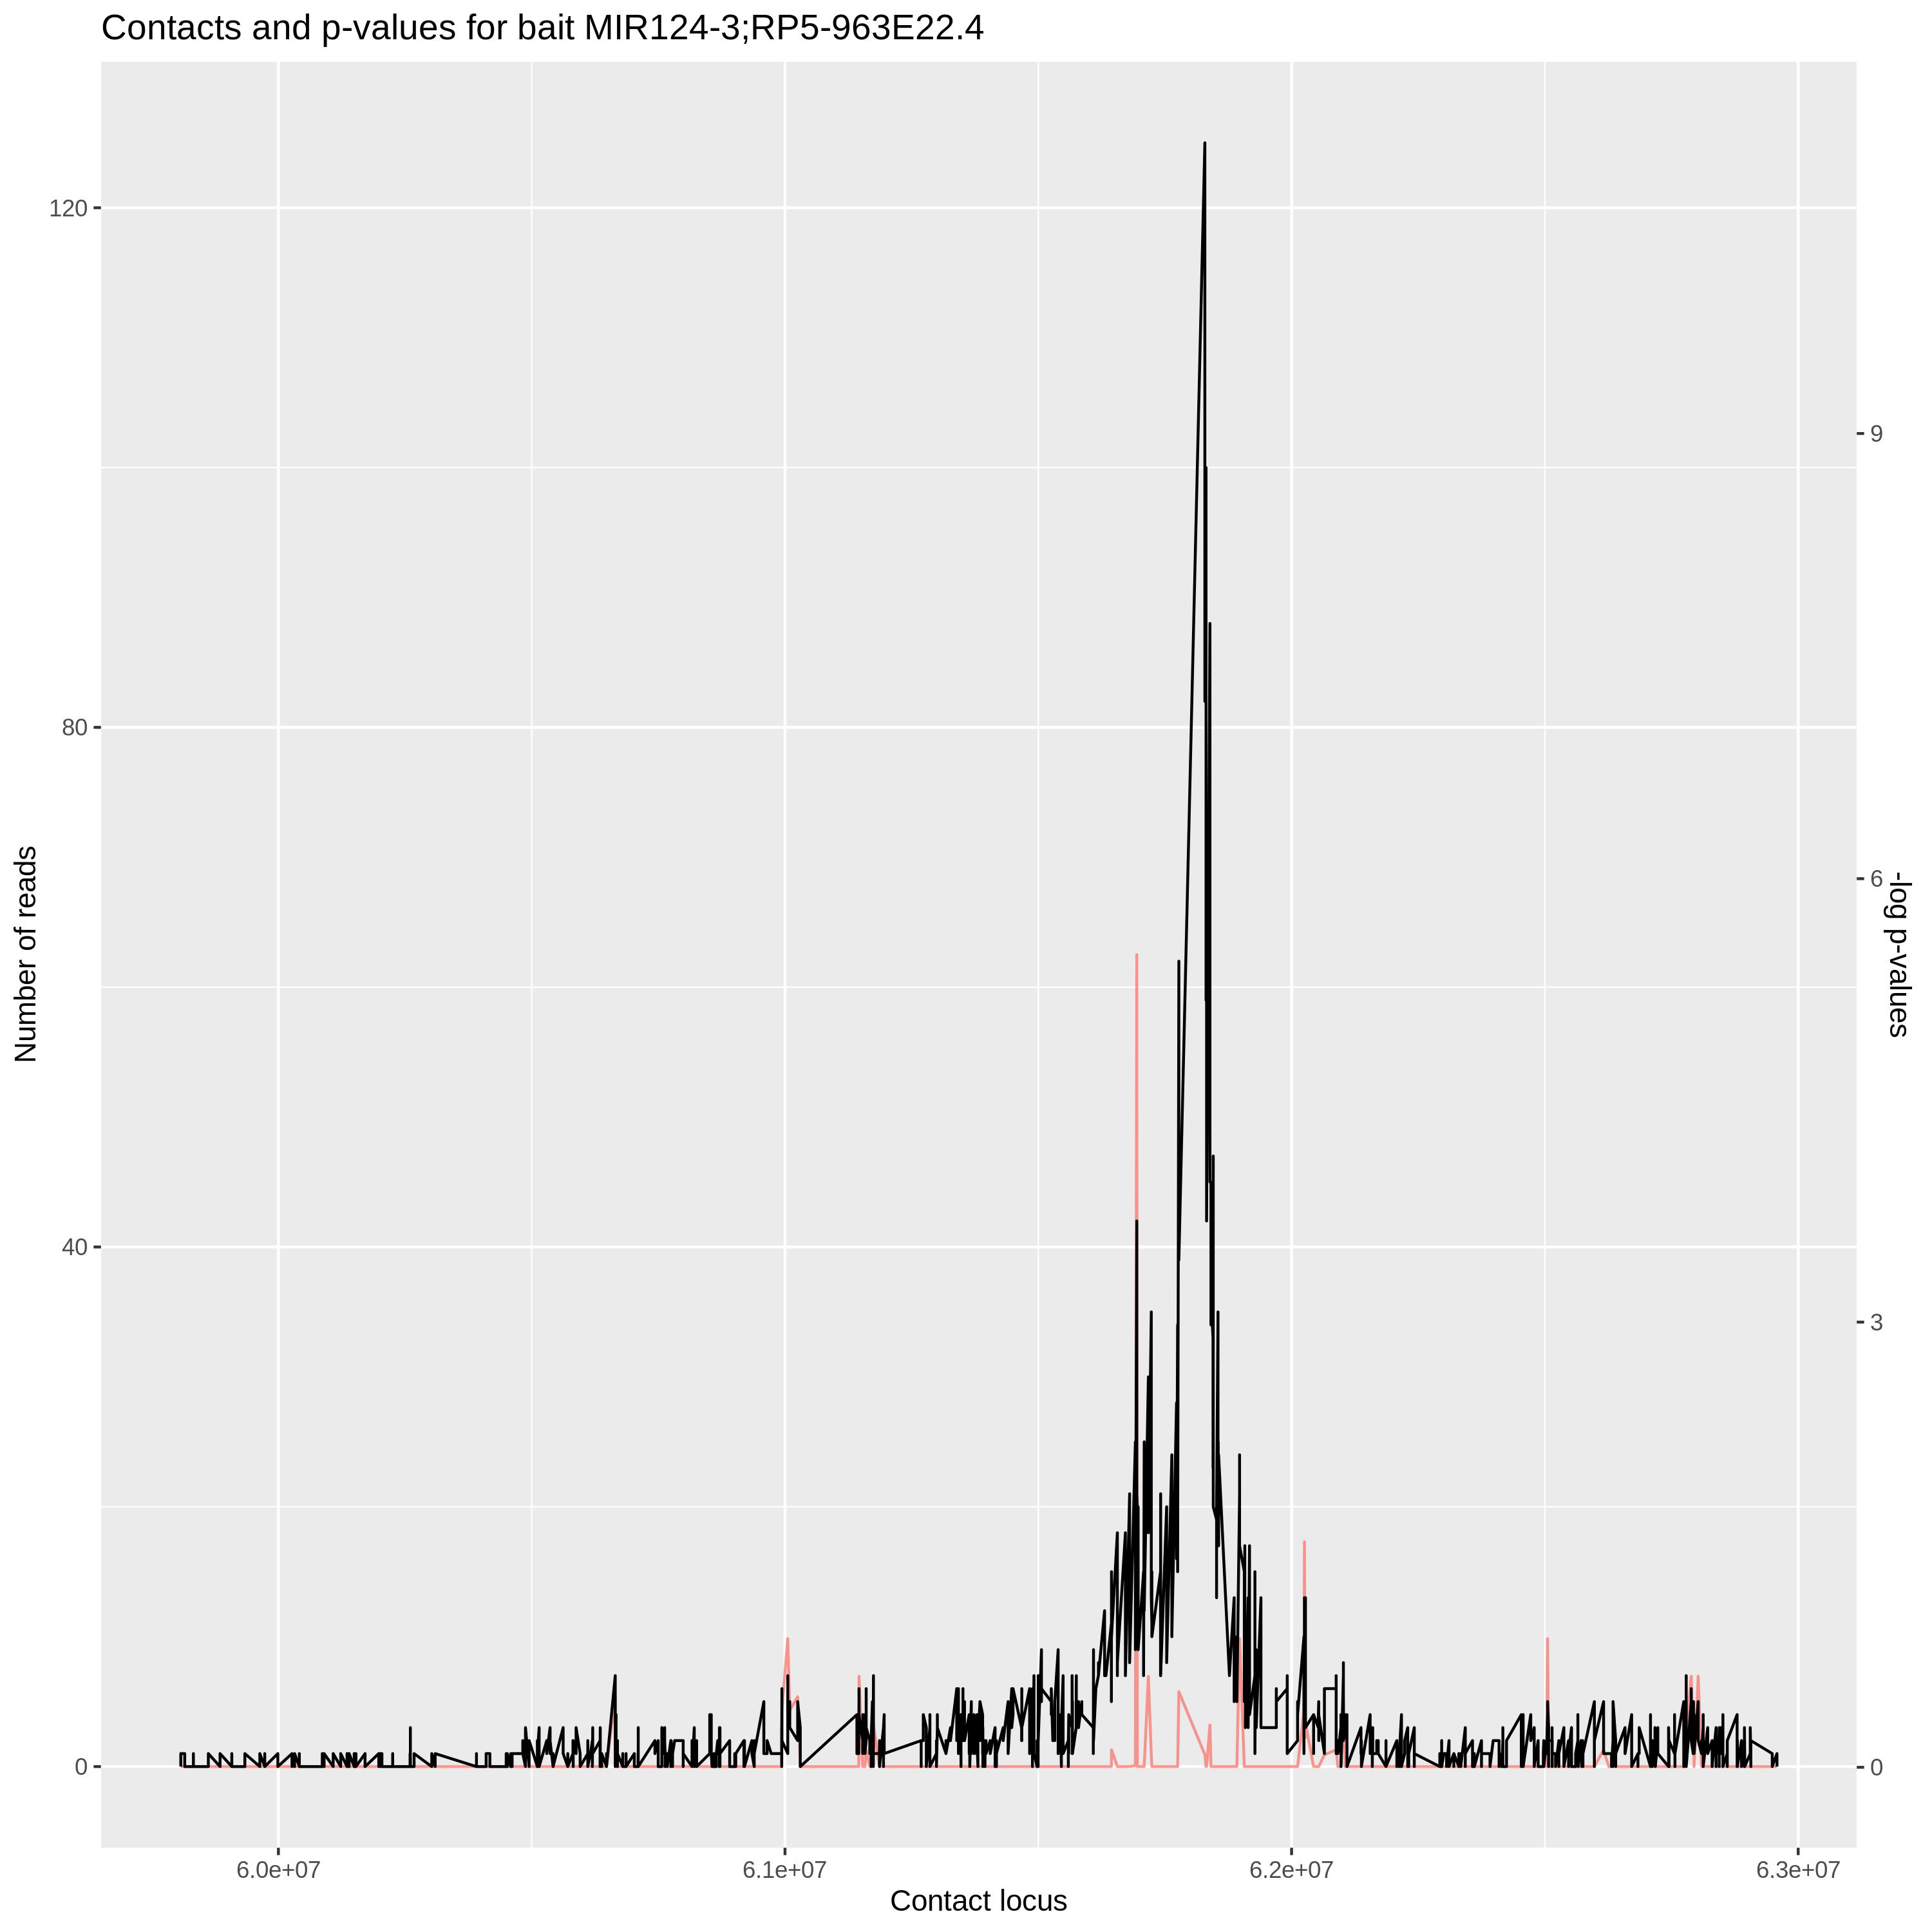 Contacts and p-values for bait MIR124-3;RP5-963E22.4
120
80
40
0
Number of reads
9
6
3
0
-log p-values
6.0e+07
6.1e+07
6.2e+07
6.3e+07
Contact locus